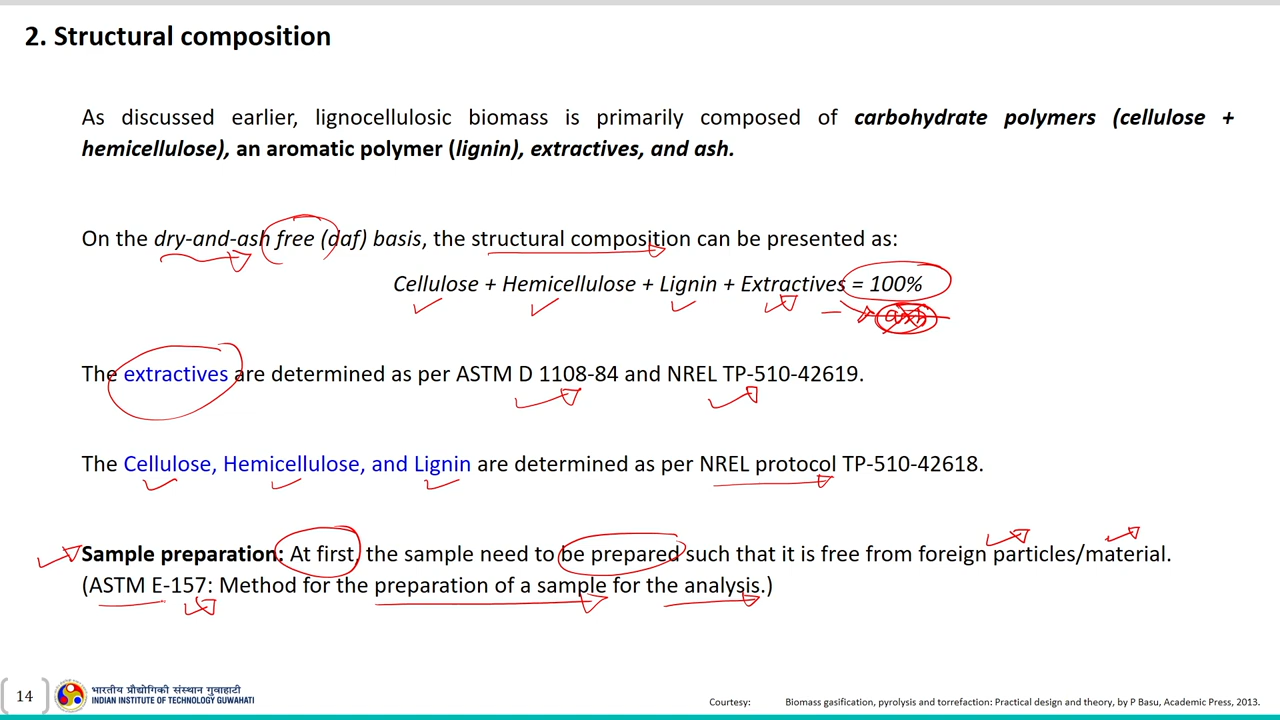 2. Structural composition
As discussed earlier, lignocellulosic biomass is primarily composed of carbohydrate polymers (cellulose +
hemicellulose), an aromatic polymer (lignin), extractives, and ash.
On the dry-and-ash free (daf) basis, the structural composition can be presented as:
Cellulose + Hemicellulose + Lignin + Extractives = 100%
The extractives are determined as per ASTM D 1108-84 and NREL TP-510-42619.
The Cellulose, Hemicellulose, and Lignin are determined as per NREL protocol TP-510-42618.
Sample preparation: At first, the sample need to be prepared such that it is free from foreign particles/material.
(ASTM E-157: Method for the preparation of a sample for the analysis.)
14
भारतीय प्रौद्योगिकी संस्थान गुवाहाटी
INDIAN INSTITUTE OF TECHNOLOGY GUWAHATI
Courtesy: Biomass gasification, pyrolysis and torrefaction: Practical design and theory, by P Basu, Academic Press, 2013.